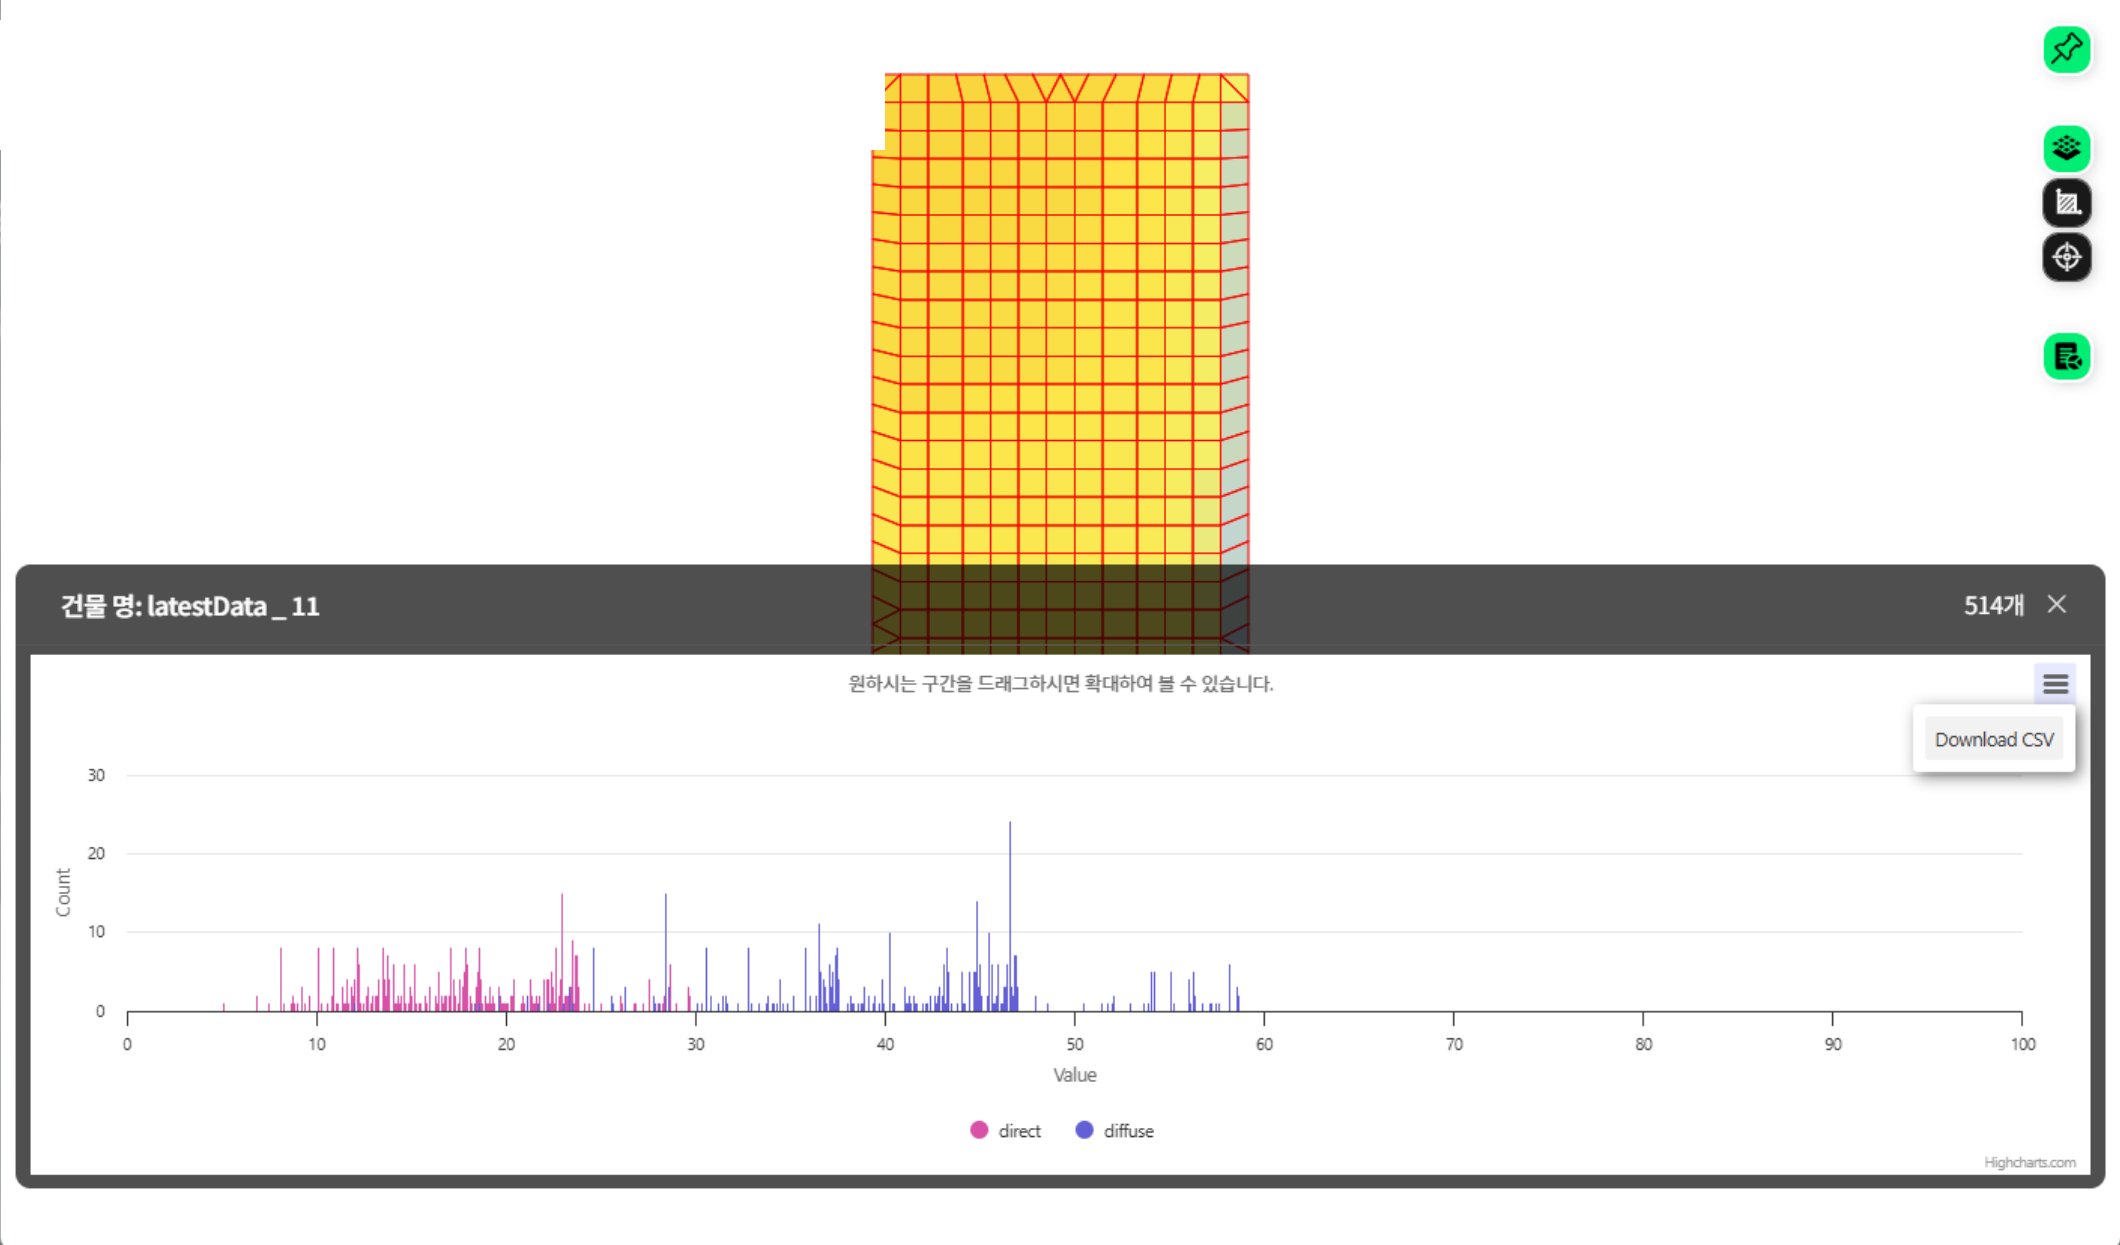 건물 명: latestData _ 11
514개
원하시는 구간을 드래그하시면 확대하여 볼 수 있습니다.
Download CSV
30
20
10
0
Count
0 10 20 30 40 50 60 70 80 90 100
Value
direct diffuse
Highcharts.com